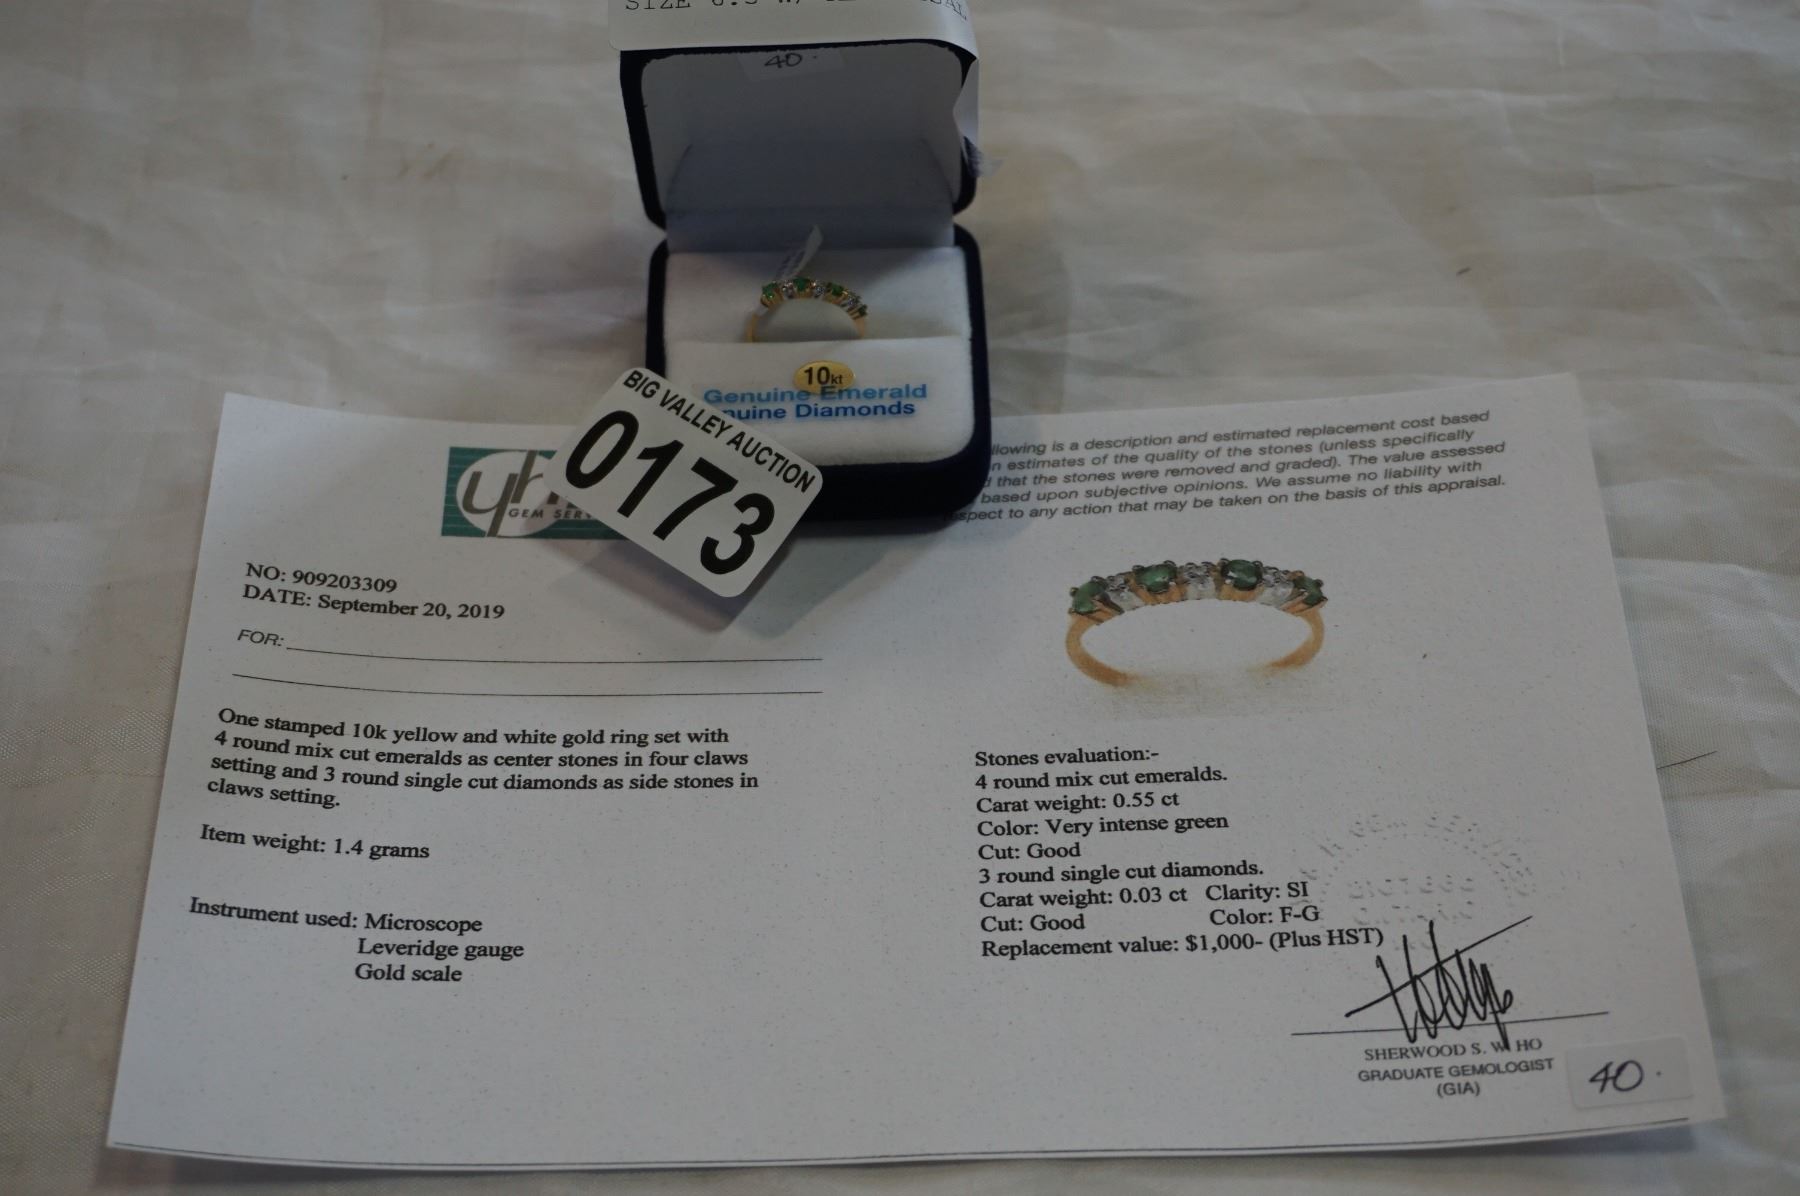 SIZE
40.
10kt
Genuine Emerald
Diamonds
BIG VALLEY AUCTION
0173
GEM
NO: 909203309
DATE: September 20, 2019
FOR:
One stamped 10k yellow and white gold ring set with
4 round mix cut emeralds as center stones in four claws
setting and 3 round single cut diamonds as side stones in
claws setting.
Item weight: 1.4 grams
Instrument used: Microscope
Leveridge gauge
Gold scale
is a description and estimated replacement cost based
estimates of the quality of the stones (unless specifically
that the stones were removed and graded). The value assessed
based upon subjective opinions. We assume no liability with
to any action that may be taken on the basis of this appraisal.
Stones evaluation:-
4 round mix cut emeralds.
Carat weight: 0.55 ct
Color: Very intense green
Cut: Good
3 round single cut diamonds.
Carat weight: 0.03 ct Clarity: SI
Cut: Good Color: F-G
Replacement value: $1,000- (Plus HST)
SHERWOOD S. W HO
GRADUATE GEMOLOGIST
(GIA)
40.